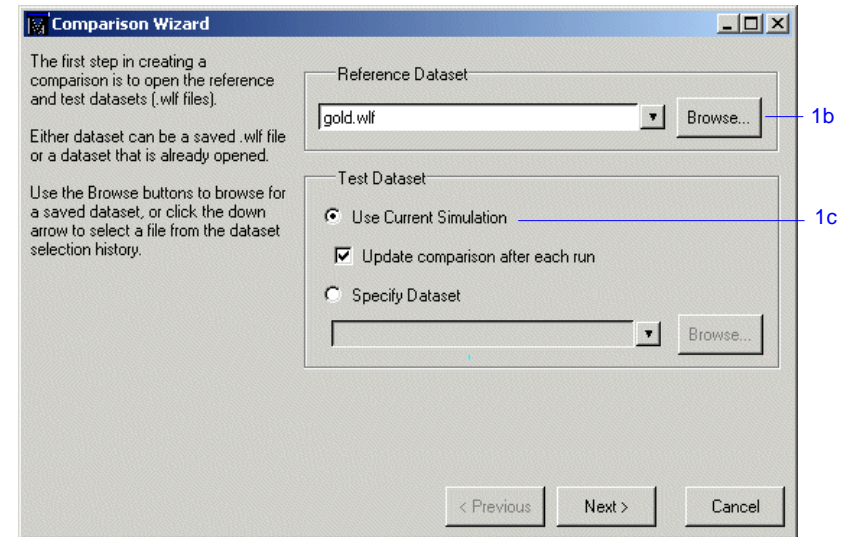 Comparison Wizard
The first step in creating a
comparison is to open the reference
and test datasets (.wlf files).
Either dataset can be a saved .wlf file
or a dataset that is already opened.
Use the Browse buttons to browse for
a saved dataset, or click the down
arrow to select a file from the dataset
selection history.
Reference Dataset
gold.wlf
Browse...
1b
Test Dataset
Use Current Simulation
1c
Update comparison after each run
Specify Dataset
Browse...
< Previous
Next >
Cancel